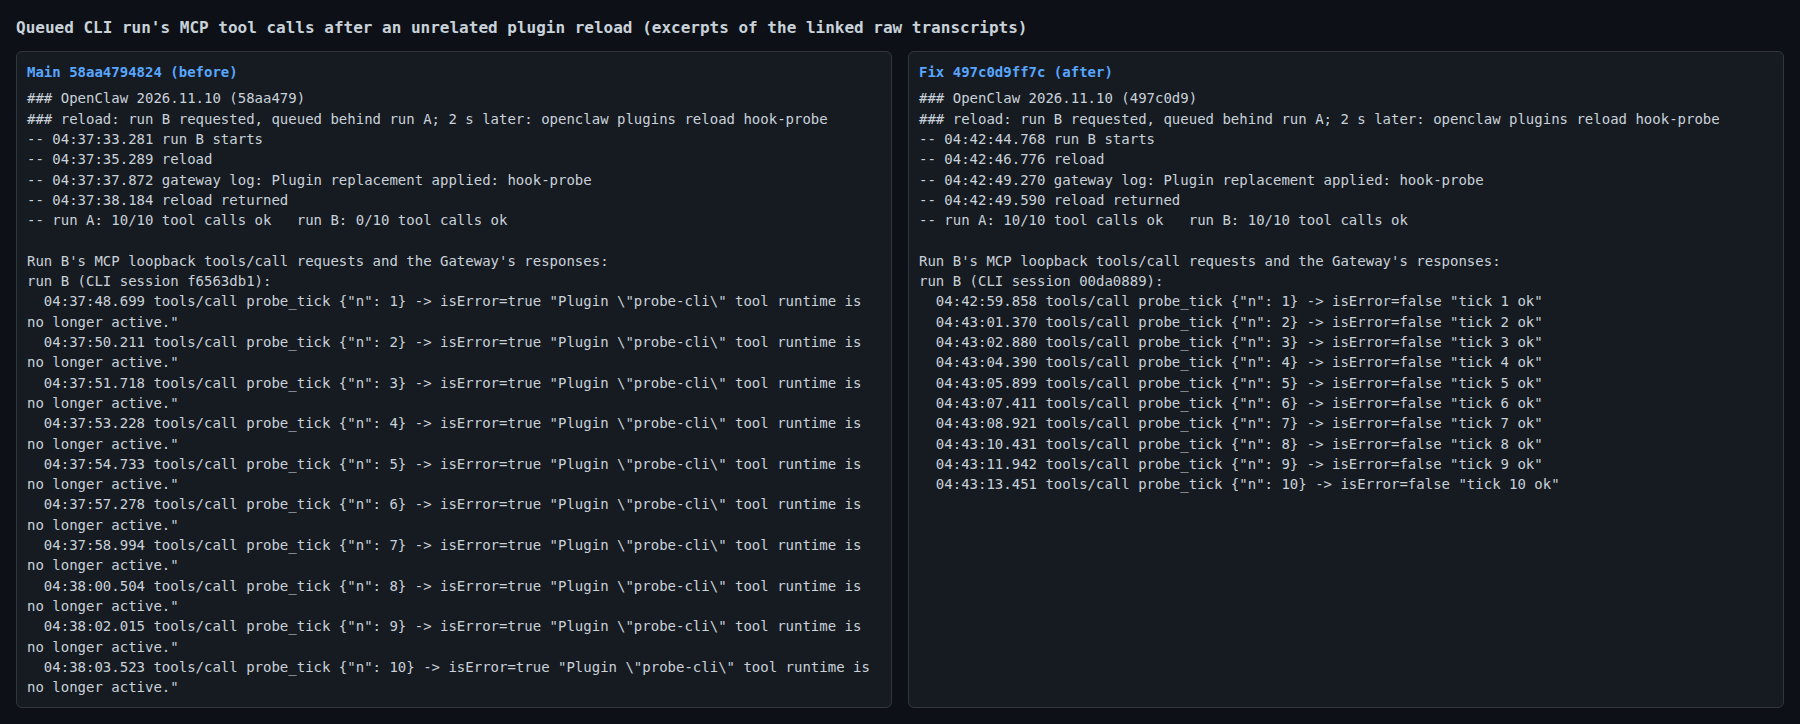 Queued CLI run's MCP tool calls after an unrelated plugin reload (excerpts of the linked raw transcripts)
Main 58aa4794824 (before)
### OpenClaw 2026.11.10 (58aa479)
### reload: run B requested, queued behind run A; 2 s later: openclaw plugins reload hook-probe
-- 04:37:33.281 run B starts
-- 04:37:35.289 reload
-- 04:37:37.872 gateway log: Plugin replacement applied: hook-probe
-- 04:37:38.184 reload returned
-- run A: 10/10 tool calls ok   run B: 0/10 tool calls ok
Run B's MCP loopback tools/call requests and the Gateway's responses:
run B (CLI session f6563db1):
04:37:48.699 tools/call probe_tick {"n": 1} -> isError=true "Plugin \"probe-cli\" tool runtime is
no longer active."
04:37:50.211 tools/call probe_tick {"n": 2} -> isError=true "Plugin \"probe-cli\" tool runtime is
no longer active."
04:37:51.718 tools/call probe_tick {"n": 3} -> isError=true "Plugin \"probe-cli\" tool runtime is
no longer active."
04:37:53.228 tools/call probe_tick {"n": 4} -> isError=true "Plugin \"probe-cli\" tool runtime is
no longer active."
04:37:54.733 tools/call probe_tick {"n": 5} -> isError=true "Plugin \"probe-cli\" tool runtime is
no longer active."
04:37:57.278 tools/call probe_tick {"n": 6} -> isError=true "Plugin \"probe-cli\" tool runtime is
no longer active."
04:37:58.994 tools/call probe_tick {"n": 7} -> isError=true "Plugin \"probe-cli\" tool runtime is
no longer active."
04:38:00.504 tools/call probe_tick {"n": 8} -> isError=true "Plugin \"probe-cli\" tool runtime is
no longer active."
04:38:02.015 tools/call probe_tick {"n": 9} -> isError=true "Plugin \"probe-cli\" tool runtime is
no longer active."
04:38:03.523 tools/call probe_tick {"n": 10} -> isError=true "Plugin \"probe-cli\" tool runtime is
no longer active."
Fix 497c0d9ff7c (after)
### OpenClaw 2026.11.10 (497c0d9)
### reload: run B requested, queued behind run A; 2 s later: openclaw plugins reload hook-probe
-- 04:42:44.768 run B starts
-- 04:42:46.776 reload
-- 04:42:49.270 gateway log: Plugin replacement applied: hook-probe
-- 04:42:49.590 reload returned
-- run A: 10/10 tool calls ok   run B: 10/10 tool calls ok
Run B's MCP loopback tools/call requests and the Gateway's responses:
run B (CLI session 00da0889):
04:42:59.858 tools/call probe_tick {"n": 1} -> isError=false "tick 1 ok"
04:43:01.370 tools/call probe_tick {"n": 2} -> isError=false "tick 2 ok"
04:43:02.880 tools/call probe_tick {"n": 3} -> isError=false "tick 3 ok"
04:43:04.390 tools/call probe_tick {"n": 4} -> isError=false "tick 4 ok"
04:43:05.899 tools/call probe_tick {"n": 5} -> isError=false "tick 5 ok"
04:43:07.411 tools/call probe_tick {"n": 6} -> isError=false "tick 6 ok"
04:43:08.921 tools/call probe_tick {"n": 7} -> isError=false "tick 7 ok"
04:43:10.431 tools/call probe_tick {"n": 8} -> isError=false "tick 8 ok"
04:43:11.942 tools/call probe_tick {"n": 9} -> isError=false "tick 9 ok"
04:43:13.451 tools/call probe_tick {"n": 10} -> isError=false "tick 10 ok"